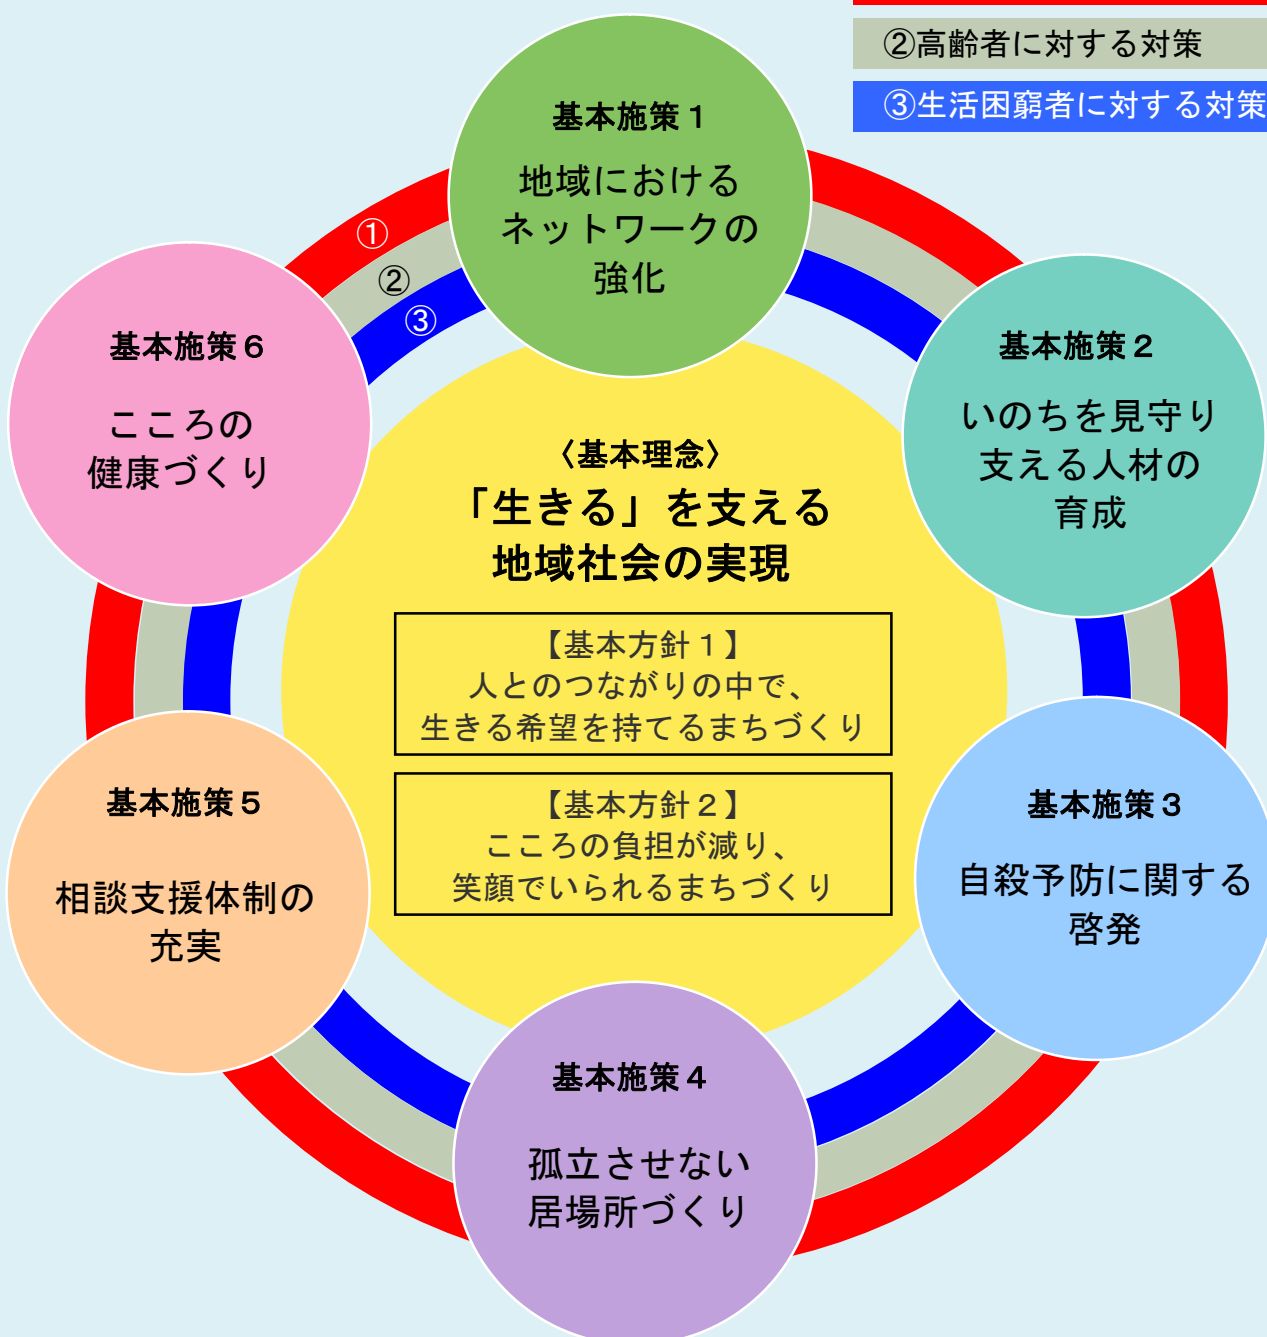 ②高齢者に対する対策
③生活困窮者に対する対策
基本施策１
地域における
ネットワークの
強化
①
②
③
基本施策６
こころの
健康づくり
基本施策２
いのちを見守り
支える人材の
育成
〈基本理念〉
「生きる」を支える
地域社会の実現
【基本方針１】
人とのつながりの中で、
生きる希望を持てるまちづくり
【基本方針２】
こころの負担が減り、
笑顔でいられるまちづくり
基本施策５
相談支援体制の
充実
基本施策３
自殺予防に関する
啓発
基本施策４
孤立させない
居場所づくり